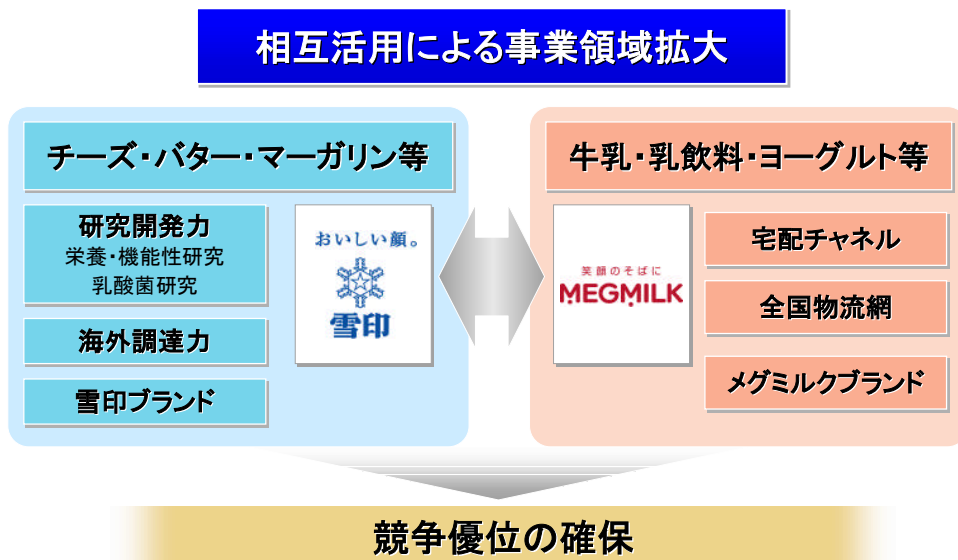 相互活用による事業領域拡大
チーズ・バター・マーガリン等
研究開発力
栄養・機能性研究
乳酸菌研究
海外調達力
雪印ブランド
おいしい顔。
雪印
牛乳・乳飲料・ヨーグルト等
笑顔のそばに
MEGMILK
宅配チャネル
全国物流網
メグミルクブランド
競争優位の確保